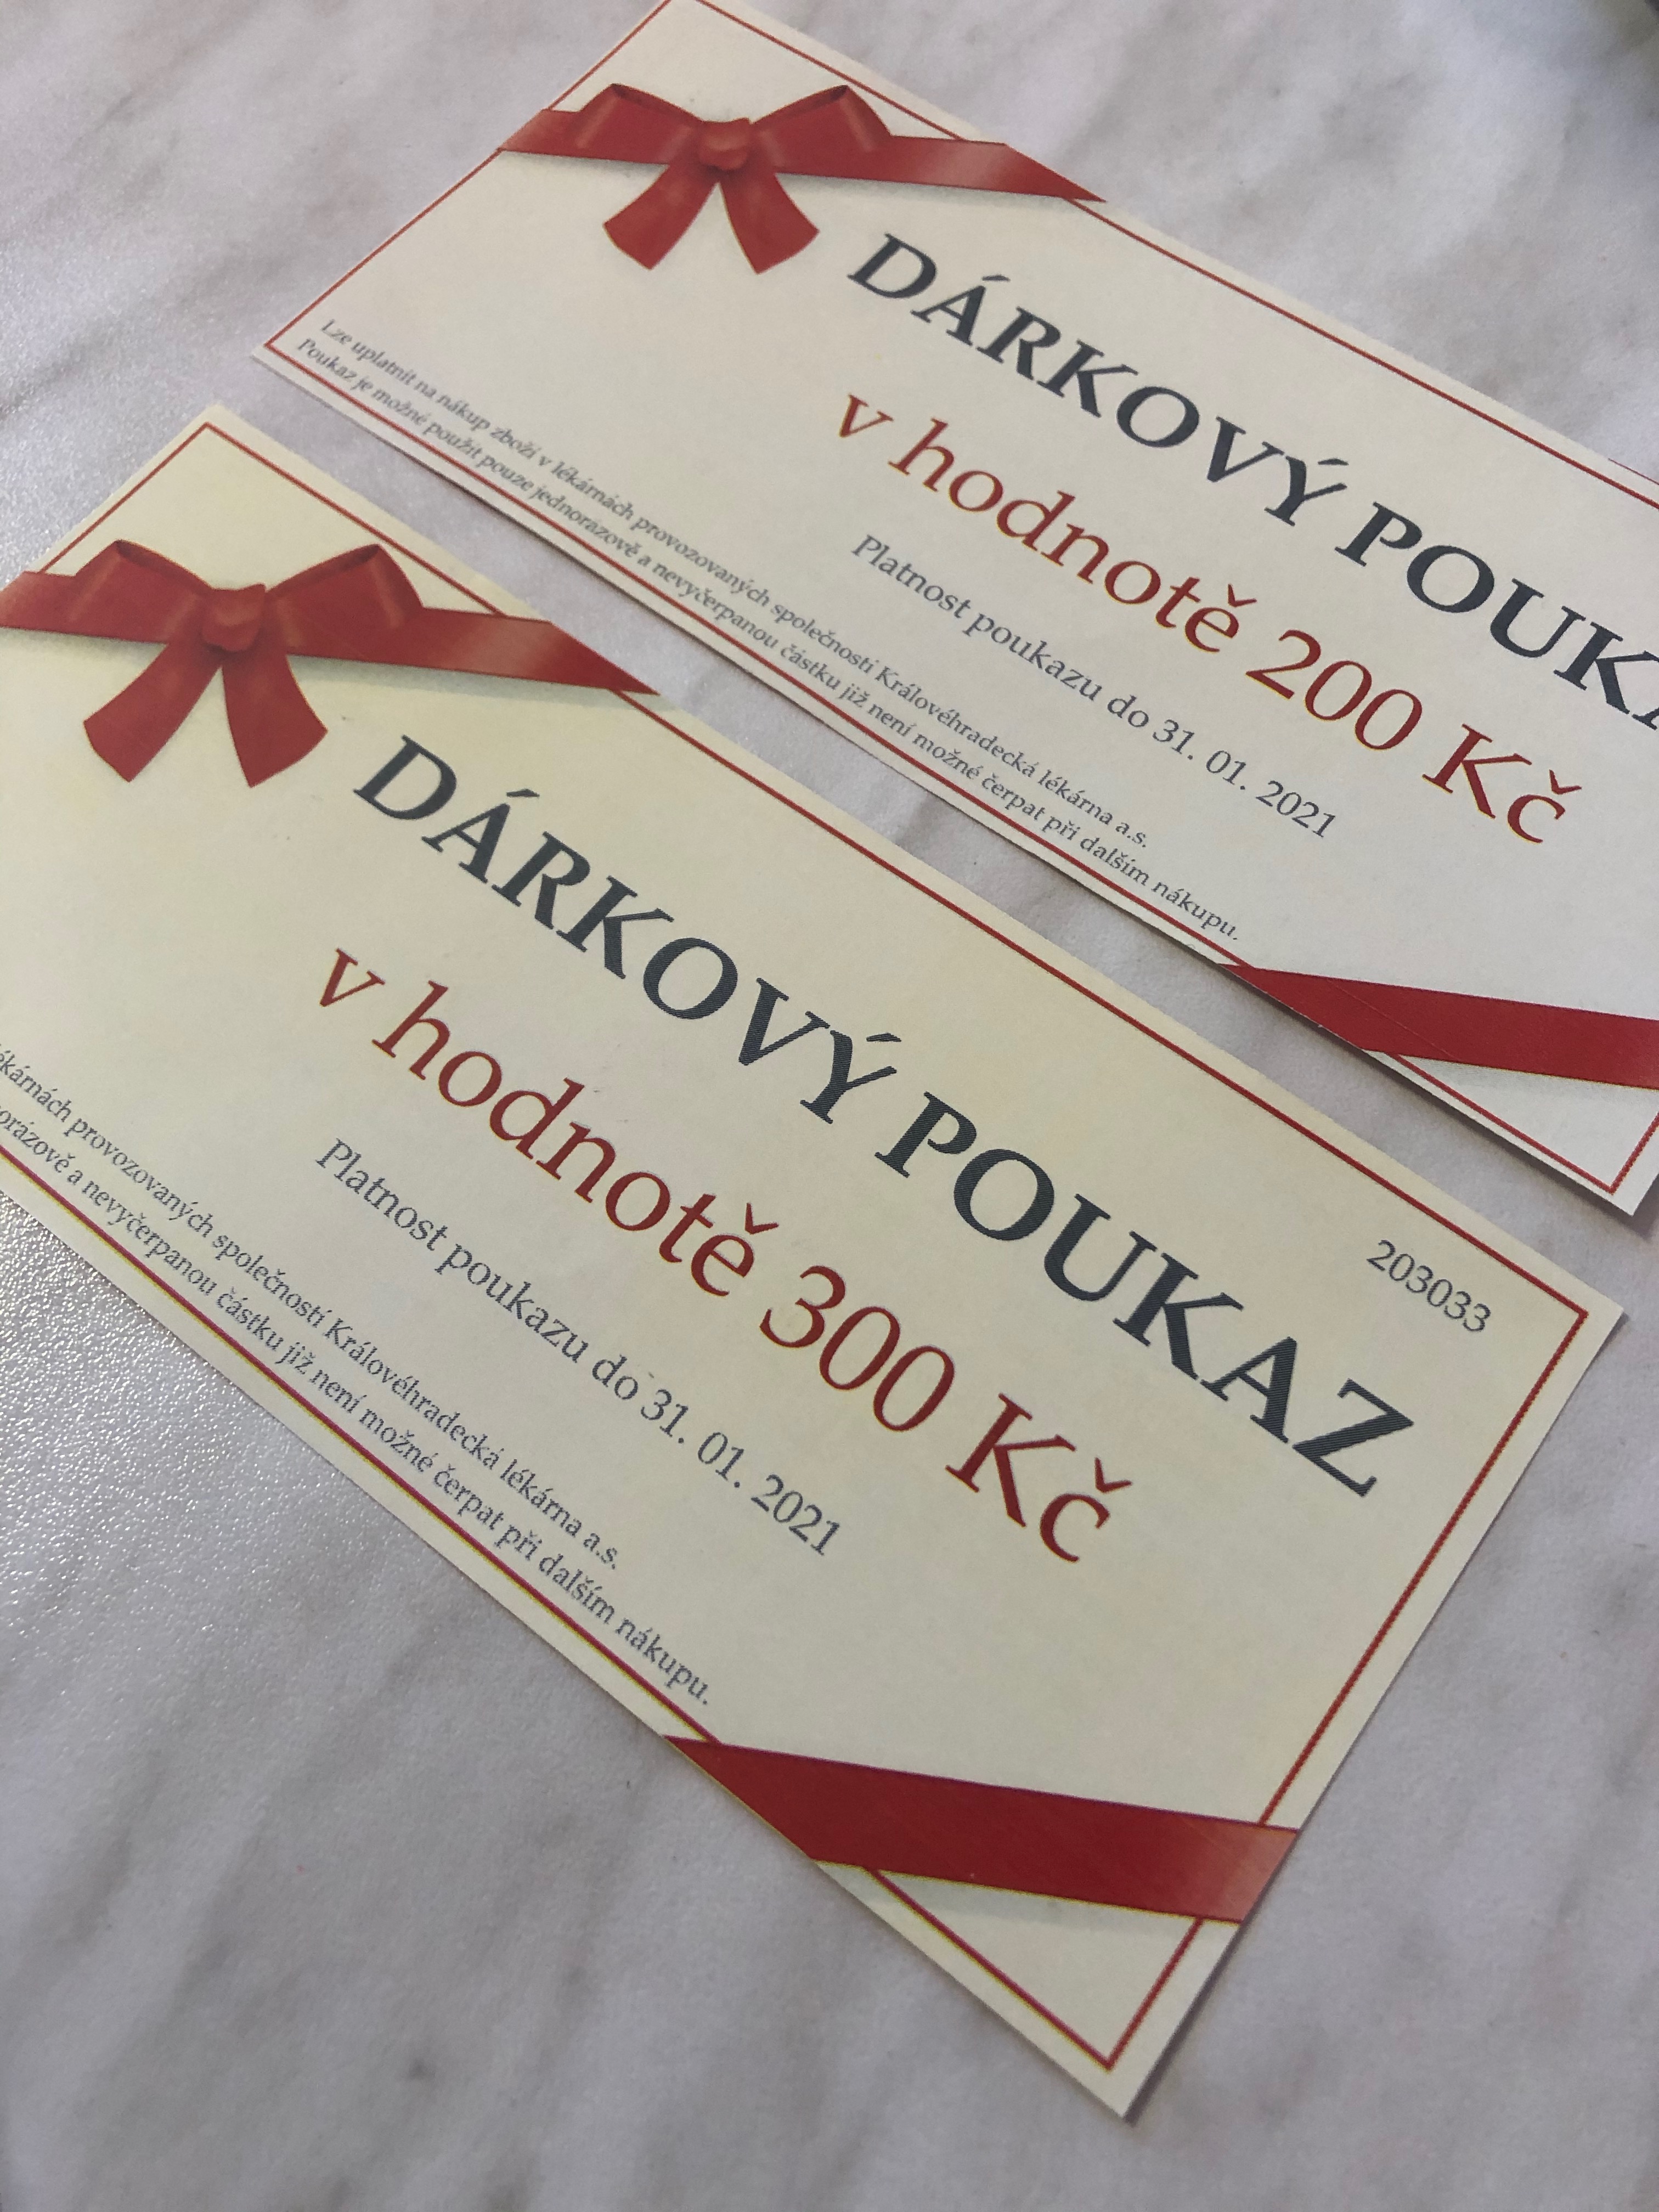 DÁRKOVÝ
v hodnotě 200 Kč
Platnost poukazu do 31. 01. 2021
Lze uplatnit na nákup zboží v lékárnách provozovaných společností Královéhradecká lékárna a.s.
Poukaz je možné použít pouze jednorazově a nevyčerpanou částku již není možné čerpat při dalším nákupu.
203033
DÁRKOVÝ POUKAZ
v hodnotě 300 Kč
Platnost poukazu do 31. 01. 2021
provozovaných společností Královéhradecká lékárna a.s.
a nevyčerpanou částku již není možné čerpat při dalším nákupu.